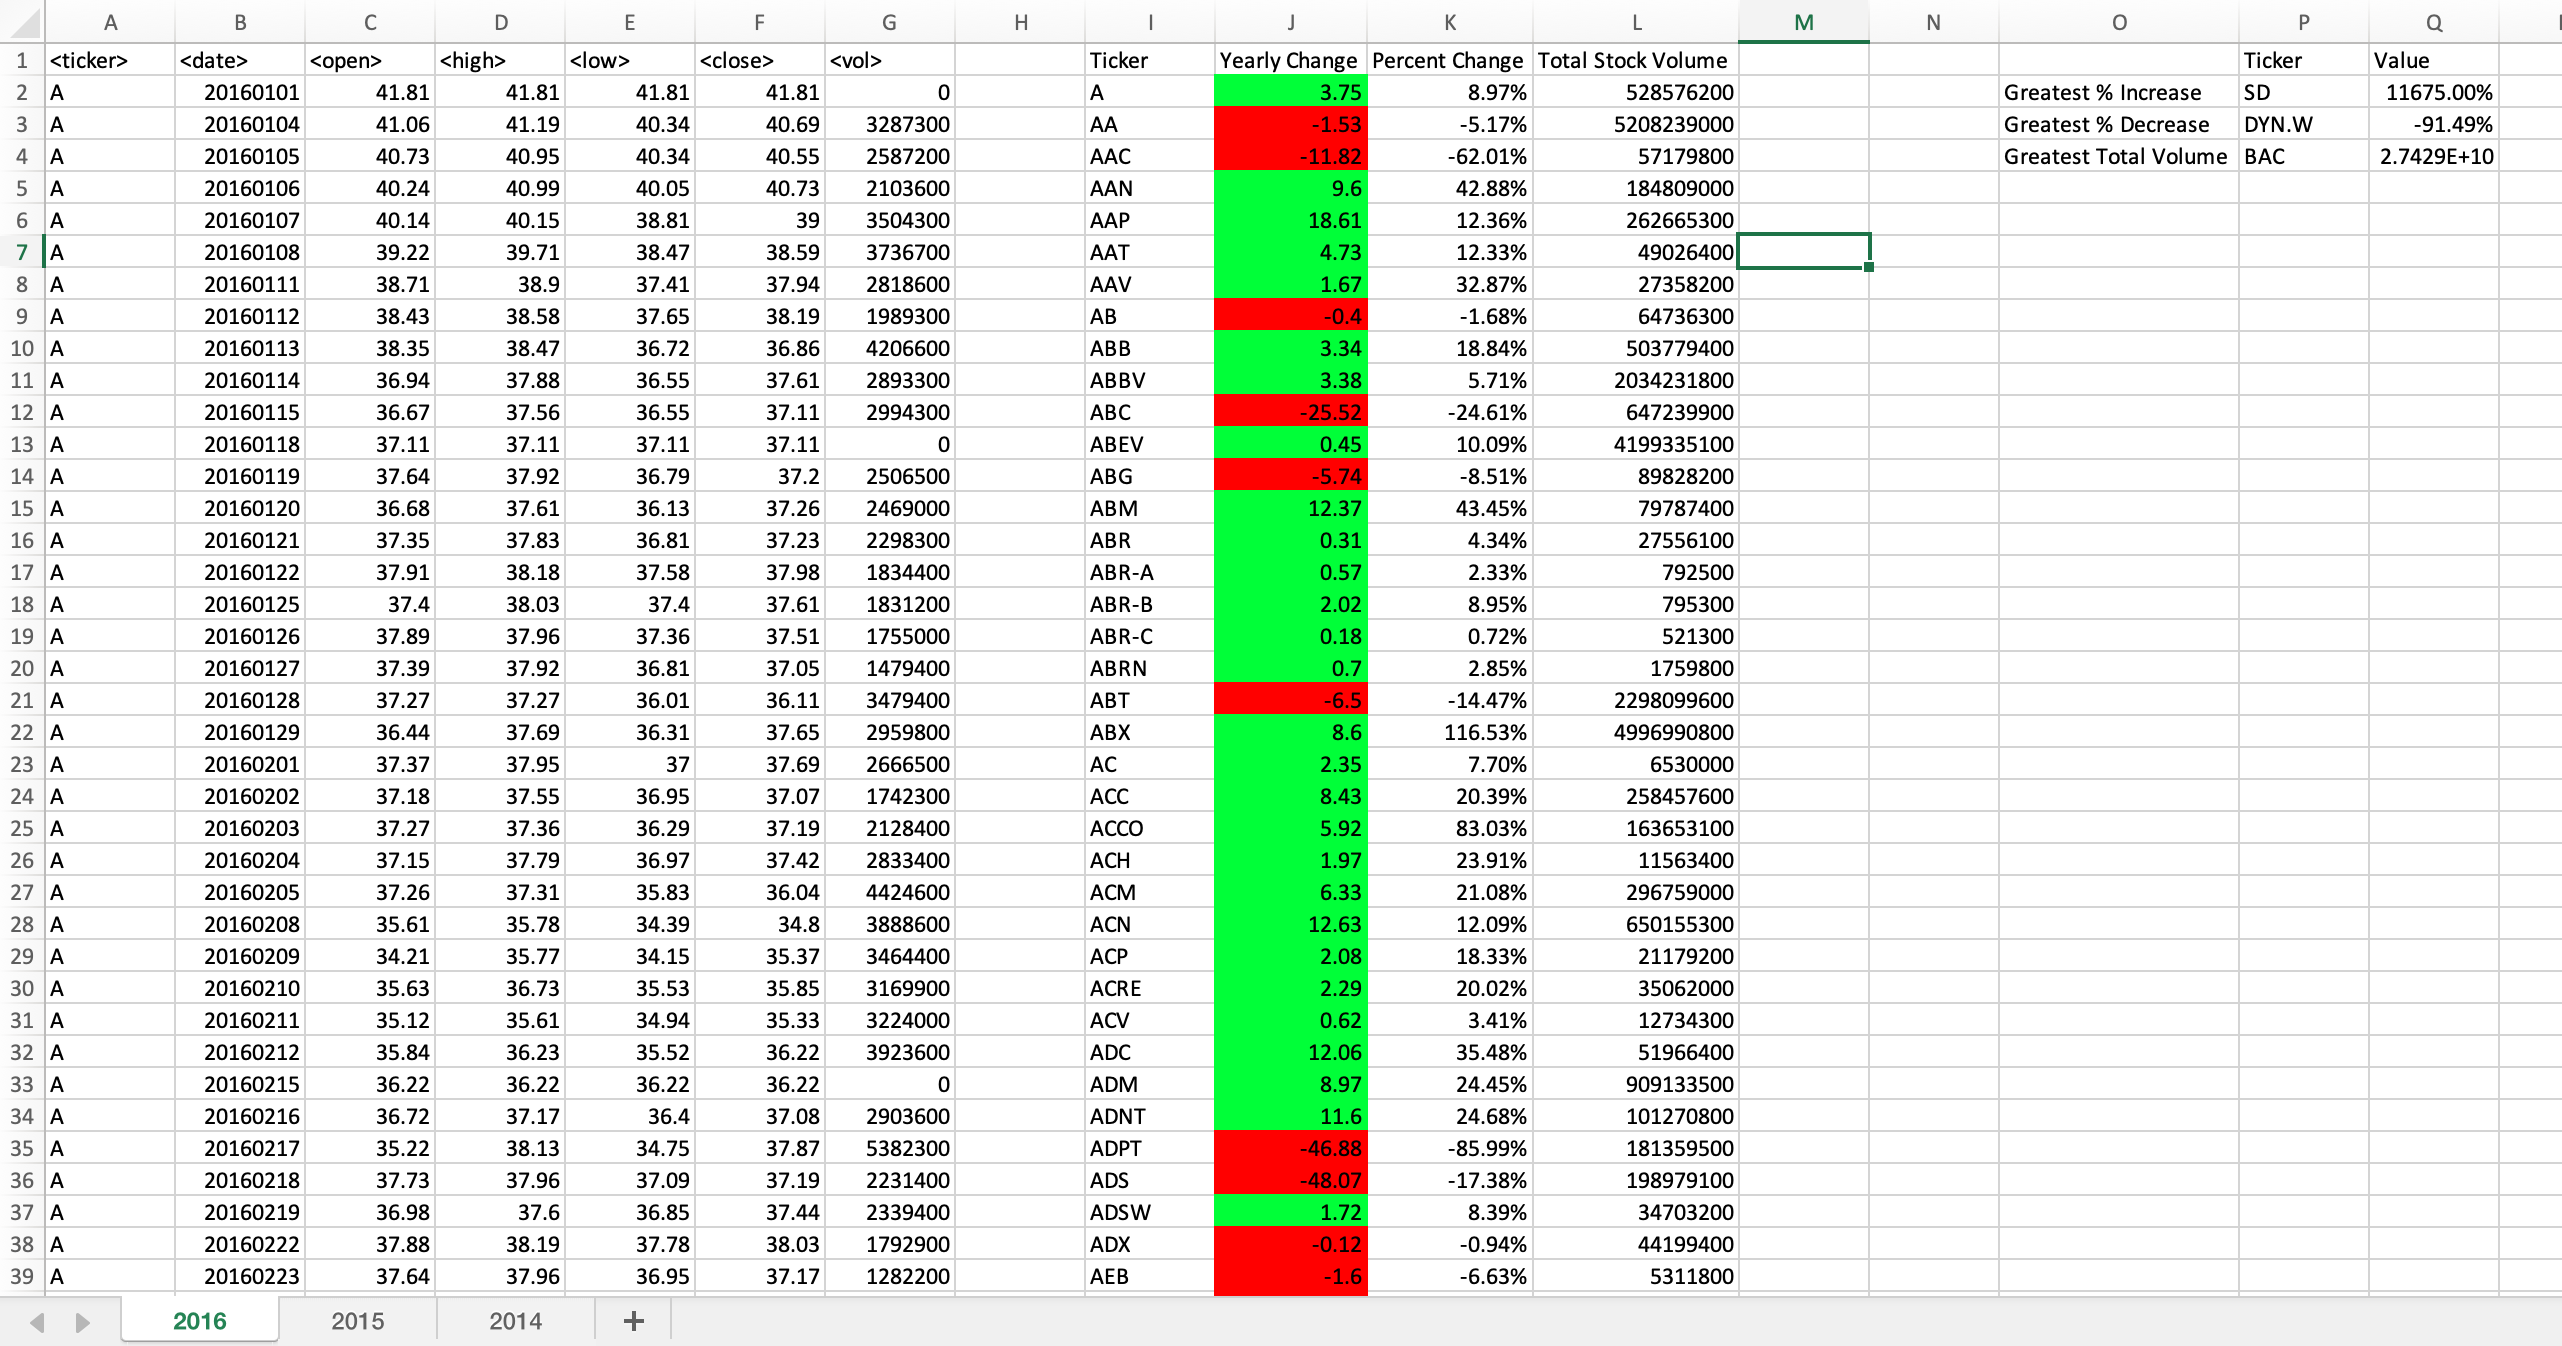 A B C D E F G H I J K L M N O P Q
1 <ticker> <date> <open> <high> <low> <close> <vol> Ticker Yearly Change Percent Change Total Stock Volume Ticker Value
2 A 20160101 41.81 41.81 41.81 41.81 0 A 3.75 8.97% 528576200 Greatest % Increase SD 11675.00%
3 A 20160104 41.06 41.19 40.34 40.69 3287300 AA -1.53 -5.17% 5208239000 Greatest % Decrease DYN.W -91.49%
4 A 20160105 40.73 40.95 40.34 40.55 2587200 AAC -11.82 -62.01% 57179800 Greatest Total Volume BAC 2.7429E+10
5 A 20160106 40.24 40.99 40.05 40.73 2103600 AAN 9.6 42.88% 184809000
6 A 20160107 40.14 40.15 38.81 39 3504300 AAP 18.61 12.36% 262665300
7 A 20160108 39.22 39.71 38.47 38.59 3736700 AAT 4.73 12.33% 49026400
8 A 20160111 38.71 38.9 37.41 37.94 2818600 AAV 1.67 32.87% 27358200
9 A 20160112 38.43 38.58 37.65 38.19 1989300 AB -0.4 -1.68% 64736300
10 A 20160113 38.35 38.47 36.72 36.86 4206600 ABB 3.34 18.84% 503779400
11 A 20160114 36.94 37.88 36.55 37.61 2893300 ABBV 3.38 5.71% 2034231800
12 A 20160115 36.67 37.56 36.55 37.11 2994300 ABC -25.52 -24.61% 647239900
13 A 20160118 37.11 37.11 37.11 37.11 0 ABEV 0.45 10.09% 4199335100
14 A 20160119 37.64 37.92 36.79 37.2 2506500 ABG -5.74 -8.51% 89828200
15 A 20160120 36.68 37.61 36.13 37.26 2469000 ABM 12.37 43.45% 79787400
16 A 20160121 37.35 37.83 36.81 37.23 2298300 ABR 0.31 4.34% 27556100
17 A 20160122 37.91 38.18 37.58 37.98 1834400 ABR-A 0.57 2.33% 792500
18 A 20160125 37.4 38.03 37.4 37.61 1831200 ABR-B 2.02 8.95% 795300
19 A 20160126 37.89 37.96 37.36 37.51 1755000 ABR-C 0.18 0.72% 521300
20 A 20160127 37.39 37.92 36.81 37.05 1479400 ABRN 0.7 2.85% 1759800
21 A 20160128 37.27 37.27 36.01 36.11 3479400 ABT -6.5 -14.47% 2298099600
22 A 20160129 36.44 37.69 36.31 37.65 2959800 ABX 8.6 116.53% 4996990800
23 A 20160201 37.37 37.95 37 37.69 2666500 AC 2.35 7.70% 6530000
24 A 20160202 37.18 37.55 36.95 37.07 1742300 ACC 8.43 20.39% 258457600
25 A 20160203 37.27 37.36 36.29 37.19 2128400 ACCO 5.92 83.03% 163653100
26 A 20160204 37.15 37.79 36.97 37.42 2833400 ACH 1.97 23.91% 11563400
27 A 20160205 37.26 37.31 35.83 36.04 4424600 ACM 6.33 21.08% 296759000
28 A 20160208 35.61 35.78 34.39 34.8 3888600 ACN 12.63 12.09% 650155300
29 A 20160209 34.21 35.77 34.15 35.37 3464400 ACP 2.08 18.33% 21179200
30 A 20160210 35.63 36.73 35.53 35.85 3169900 ACRE 2.29 20.02% 35062000
31 A 20160211 35.12 35.61 34.94 35.33 3224000 ACV 0.62 3.41% 12734300
32 A 20160212 35.84 36.23 35.52 36.22 3923600 ADC 12.06 35.48% 51966400
33 A 20160215 36.22 36.22 36.22 36.22 0 ADM 8.97 24.45% 909133500
34 A 20160216 36.72 37.17 36.4 37.08 2903600 ADNT 11.6 24.68% 101270800
35 A 20160217 35.22 38.13 34.75 37.87 5382300 ADPT -46.88 -85.99% 181359500
36 A 20160218 37.73 37.96 37.09 37.19 2231400 ADS -48.07 -17.38% 198979100
37 A 20160219 36.98 37.6 36.85 37.44 2339400 ADSW 1.72 8.39% 34703200
38 A 20160222 37.88 38.19 37.78 38.03 1792900 ADX -0.12 -0.94% 44199400
39 A 20160223 37.64 37.96 36.95 37.17 1282200 AEB -1.6 -6.63% 5311800
2016 2015 2014 +